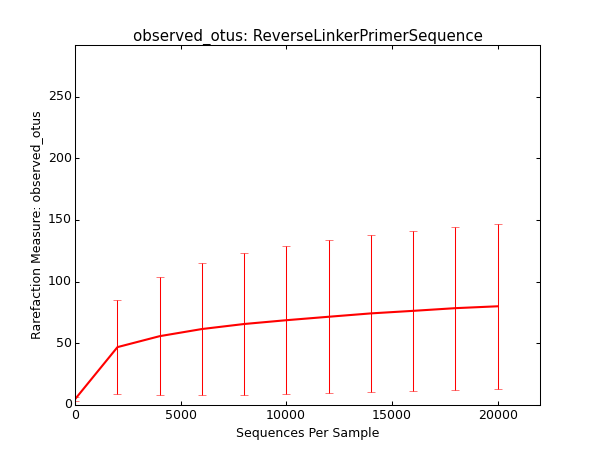 observed_otus: ReverseLinkerPrimerSequence
250
200
150
100
50
0
Rarefaction Measure: observed_otus
0 5000 10000 15000 20000
Sequences Per Sample